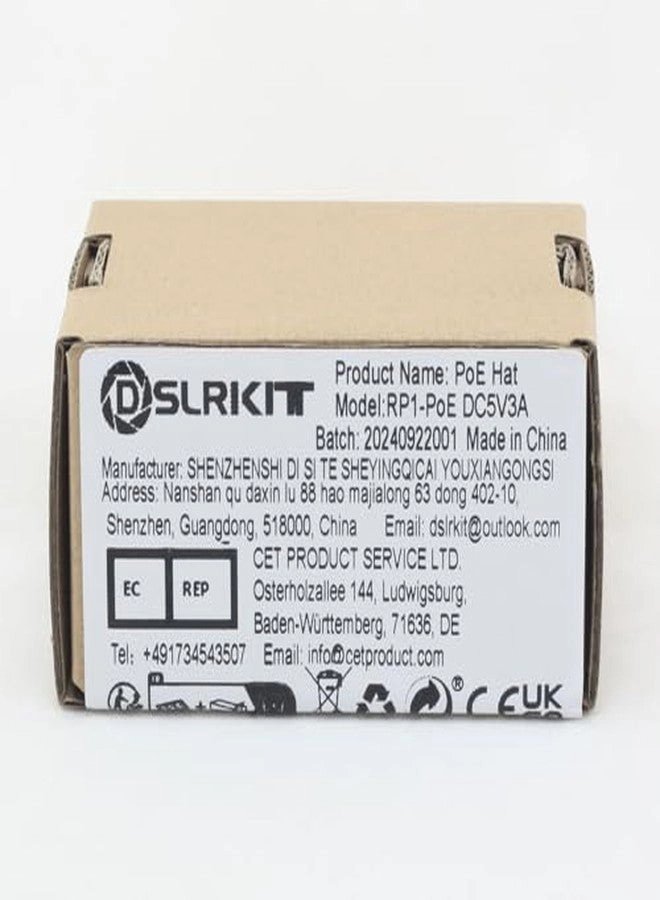 DSLRKIT
Product Name: PoE Hat
Model:RP1-PoE DC5V3A
Batch: 20240922001 Made in China
Manufacturer: SHENZHENSHI DI SI TE SHEYINGQICAI YOUXIANGONGSI
Address: Nanshan qu daxin lu 88 hao majialong 63 dong 402-10,
Shenzhen, Guangdong, 518000, China Email: dslrkit@outlook.com
EC REP
CET PRODUCT SERVICE LTD.
Osterholzallee 144, Ludwigsburg,
Baden-Württemberg, 71636, DE
Tel: +491734543507 Email: info@cetproduct.com
® CE UK